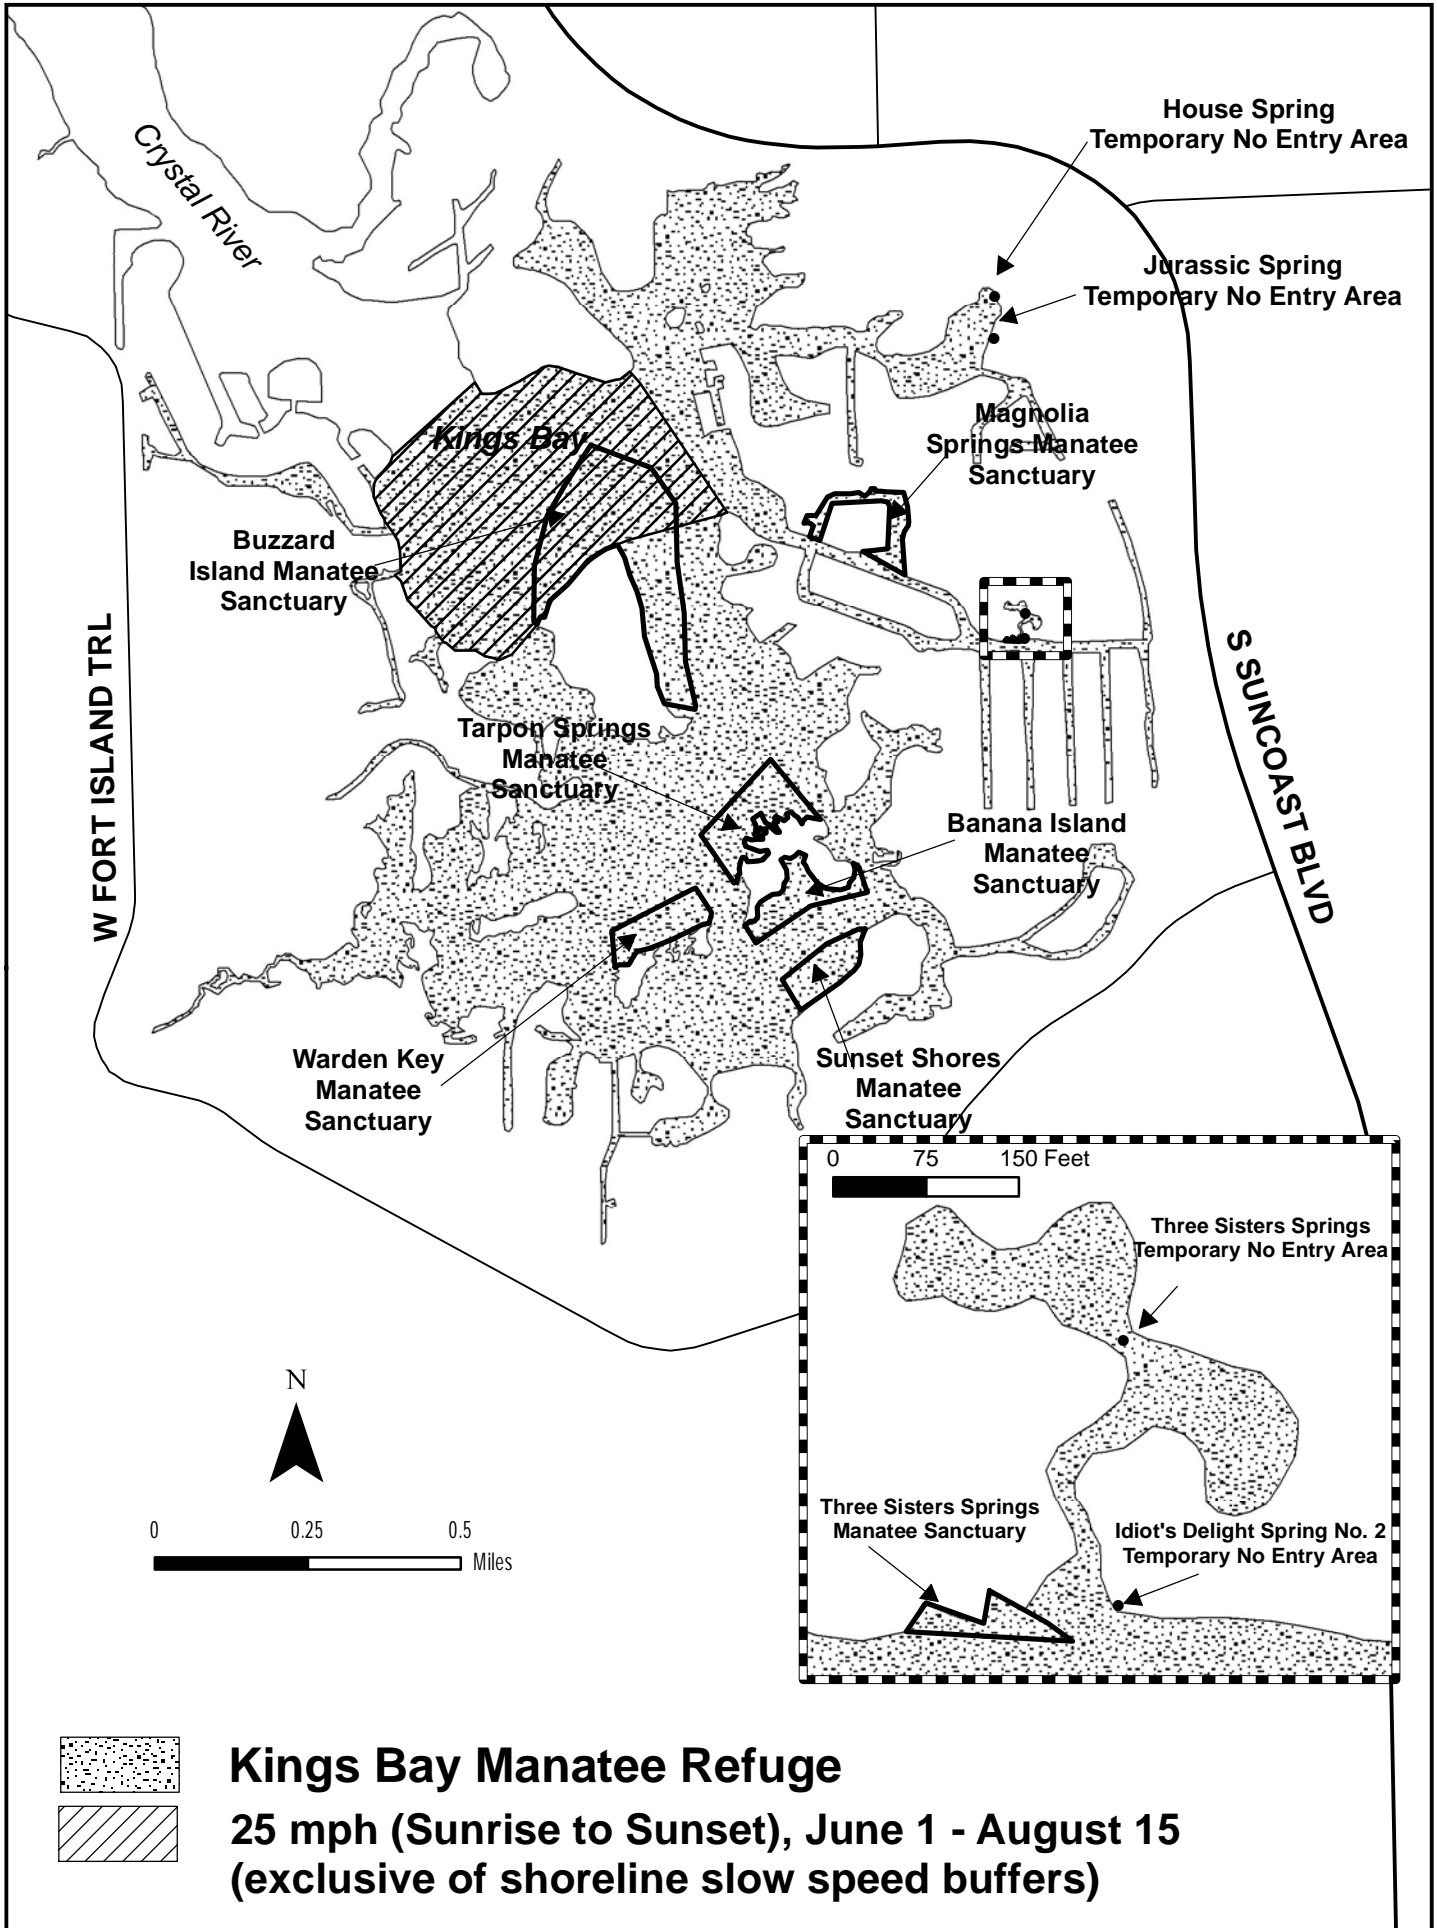 House Spring
Temporary No Entry Area
Crystal River
Jurassic Spring
Temporary No Entry Area
Magnolia
Springs Manatee
Sanctuary
Kings Bay
Buzzard
Island Manatee
Sanctuary
W FORT ISLAND TRL
S SUNCOAST BLVD
Tarpon Springs
Manatee
Sanctuary
Banana Island
Manatee
Sanctuary
Warden Key
Manatee
Sanctuary
Sunset Shores
Manatee
Sanctuary
0 75 150 Feet
Three Sisters Springs
Temporary No Entry Area
Three Sisters Springs
Manatee Sanctuary
Idiot's Delight Spring No. 2
Temporary No Entry Area
N
0 0.25 0.5
Miles
Kings Bay Manatee Refuge
25 mph (Sunrise to Sunset), June 1 - August 15
(exclusive of shoreline slow speed buffers)